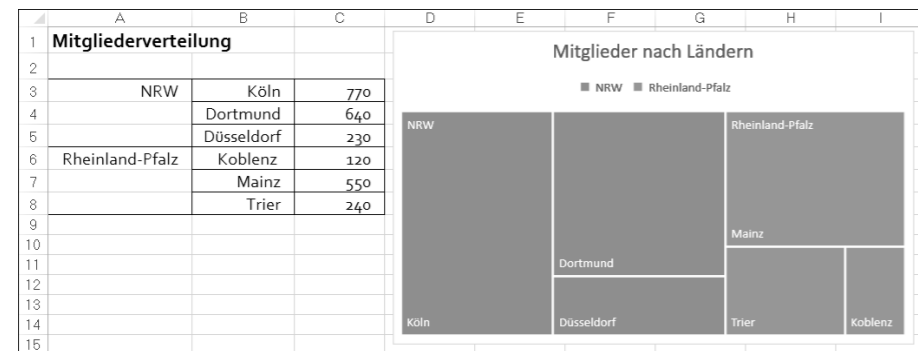 A B C D E F G H I
1 Mitgliederverteilung
2
3 NRW Köln 770
4 Dortmund 640
5 Düsseldorf 230
6 Rheinland-Pfalz Koblenz 120
7 Mainz 550
8 Trier 240
9
10
11
12
13
14
15
Mitglieder nach Ländern
NRW Rheinland-Pfalz
NRW Rheinland-Pfalz
Mainz
Dortmund
Köln Düsseldorf Trier Koblenz